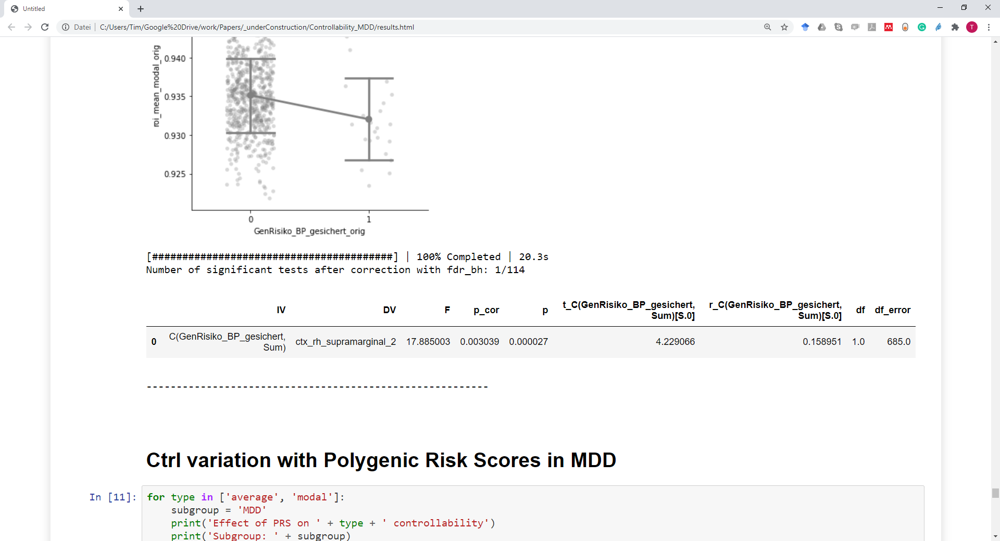 Untitled
Datei
C:/Users/Tim/Google%20Drive/work/Papers/_underConstruction/Controllability_MDD/results.html
T
roi_mean_modal_orig
0.940
0.935
0.930
0.925
0
1
GenRisiko_BP_gesichert_orig
[########################################] | 100% Completed | 20.3s
Number of significant tests after correction with fdr_bh: 1/114
IV DV F p_cor p t_C(GenRisiko_BP_gesichert, Sum)[S.0] r_C(GenRisiko_BP_gesichert, Sum)[S.0] df df_error
0 C(GenRisiko_BP_gesichert, Sum) ctx_rh_supramarginal_2 17.885003 0.003039 0.000027 4.229066 0.158951 1.0 685.0
---------------------------------------------------------
Ctrl variation with Polygenic Risk Scores in MDD
In [11]:
for type in ['average', 'modal']:
    subgroup = 'MDD'
    print('Effect of PRS on ' + type + ' controllability')
    print('Subgroup: ' + subgroup)